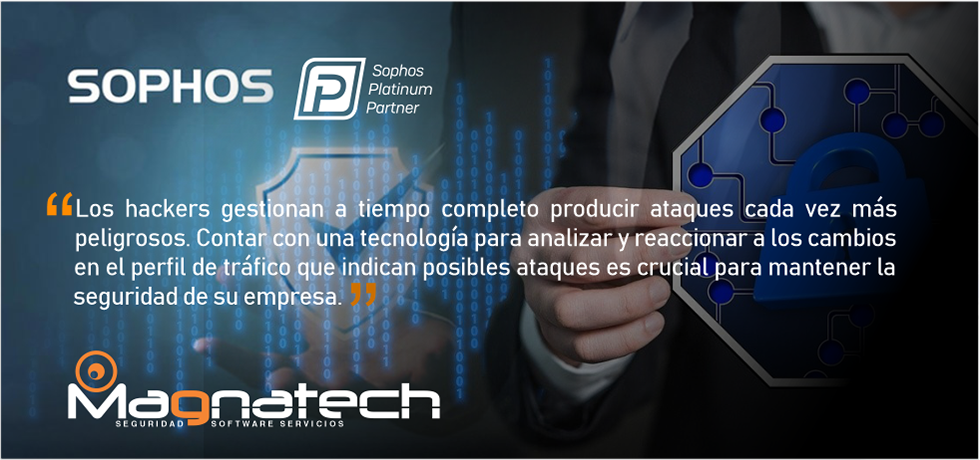 SOPHOS
Sophos
Platinum
Partner
“Los hackers gestionan a tiempo completo producir ataques cada vez más
peligrosos. Contar con una tecnología para analizar y reaccionar a los cambios
en el perfil de tráfico que indican posibles ataques es crucial para mantener la
seguridad de su empresa.”
Magnatech
SEGURIDAD SOFTWARE SERVICIOS